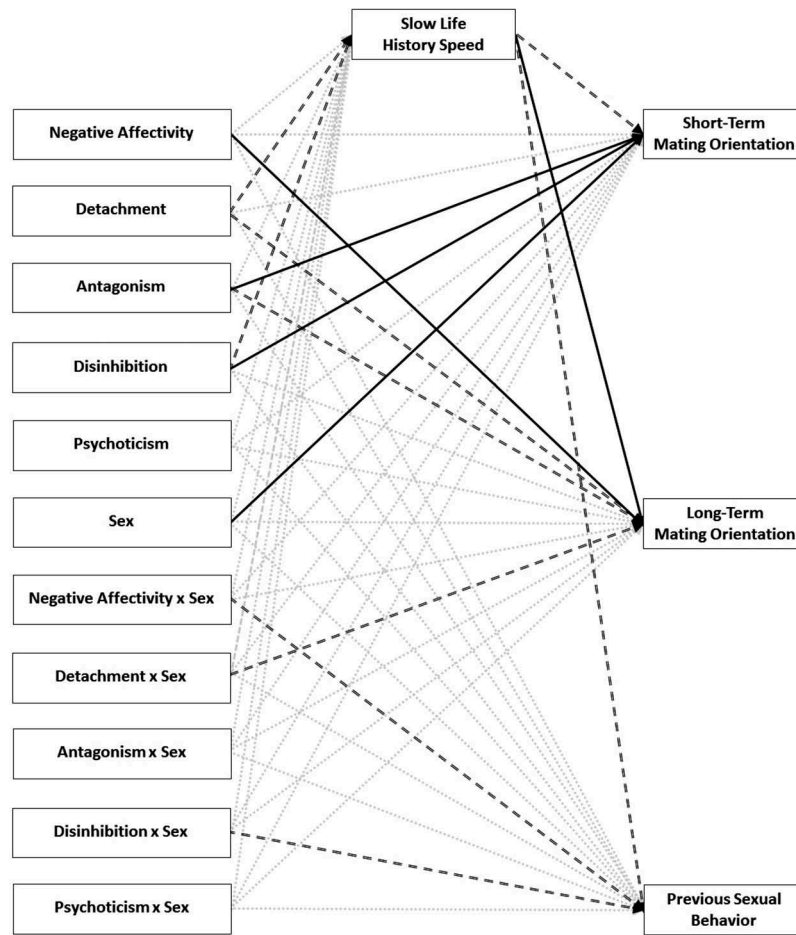 Slow Life
History Speed
Negative Affectivity
Short-Term
Mating Orientation
Detachment
Antagonism
Disinhibition
Psychoticism
Sex
Long-Term
Mating Orientation
Negative Affectivity x Sex
Detachment x Sex
Antagonism x Sex
Disinhibition x Sex
Psychoticism x Sex
Previous Sexual
Behavior